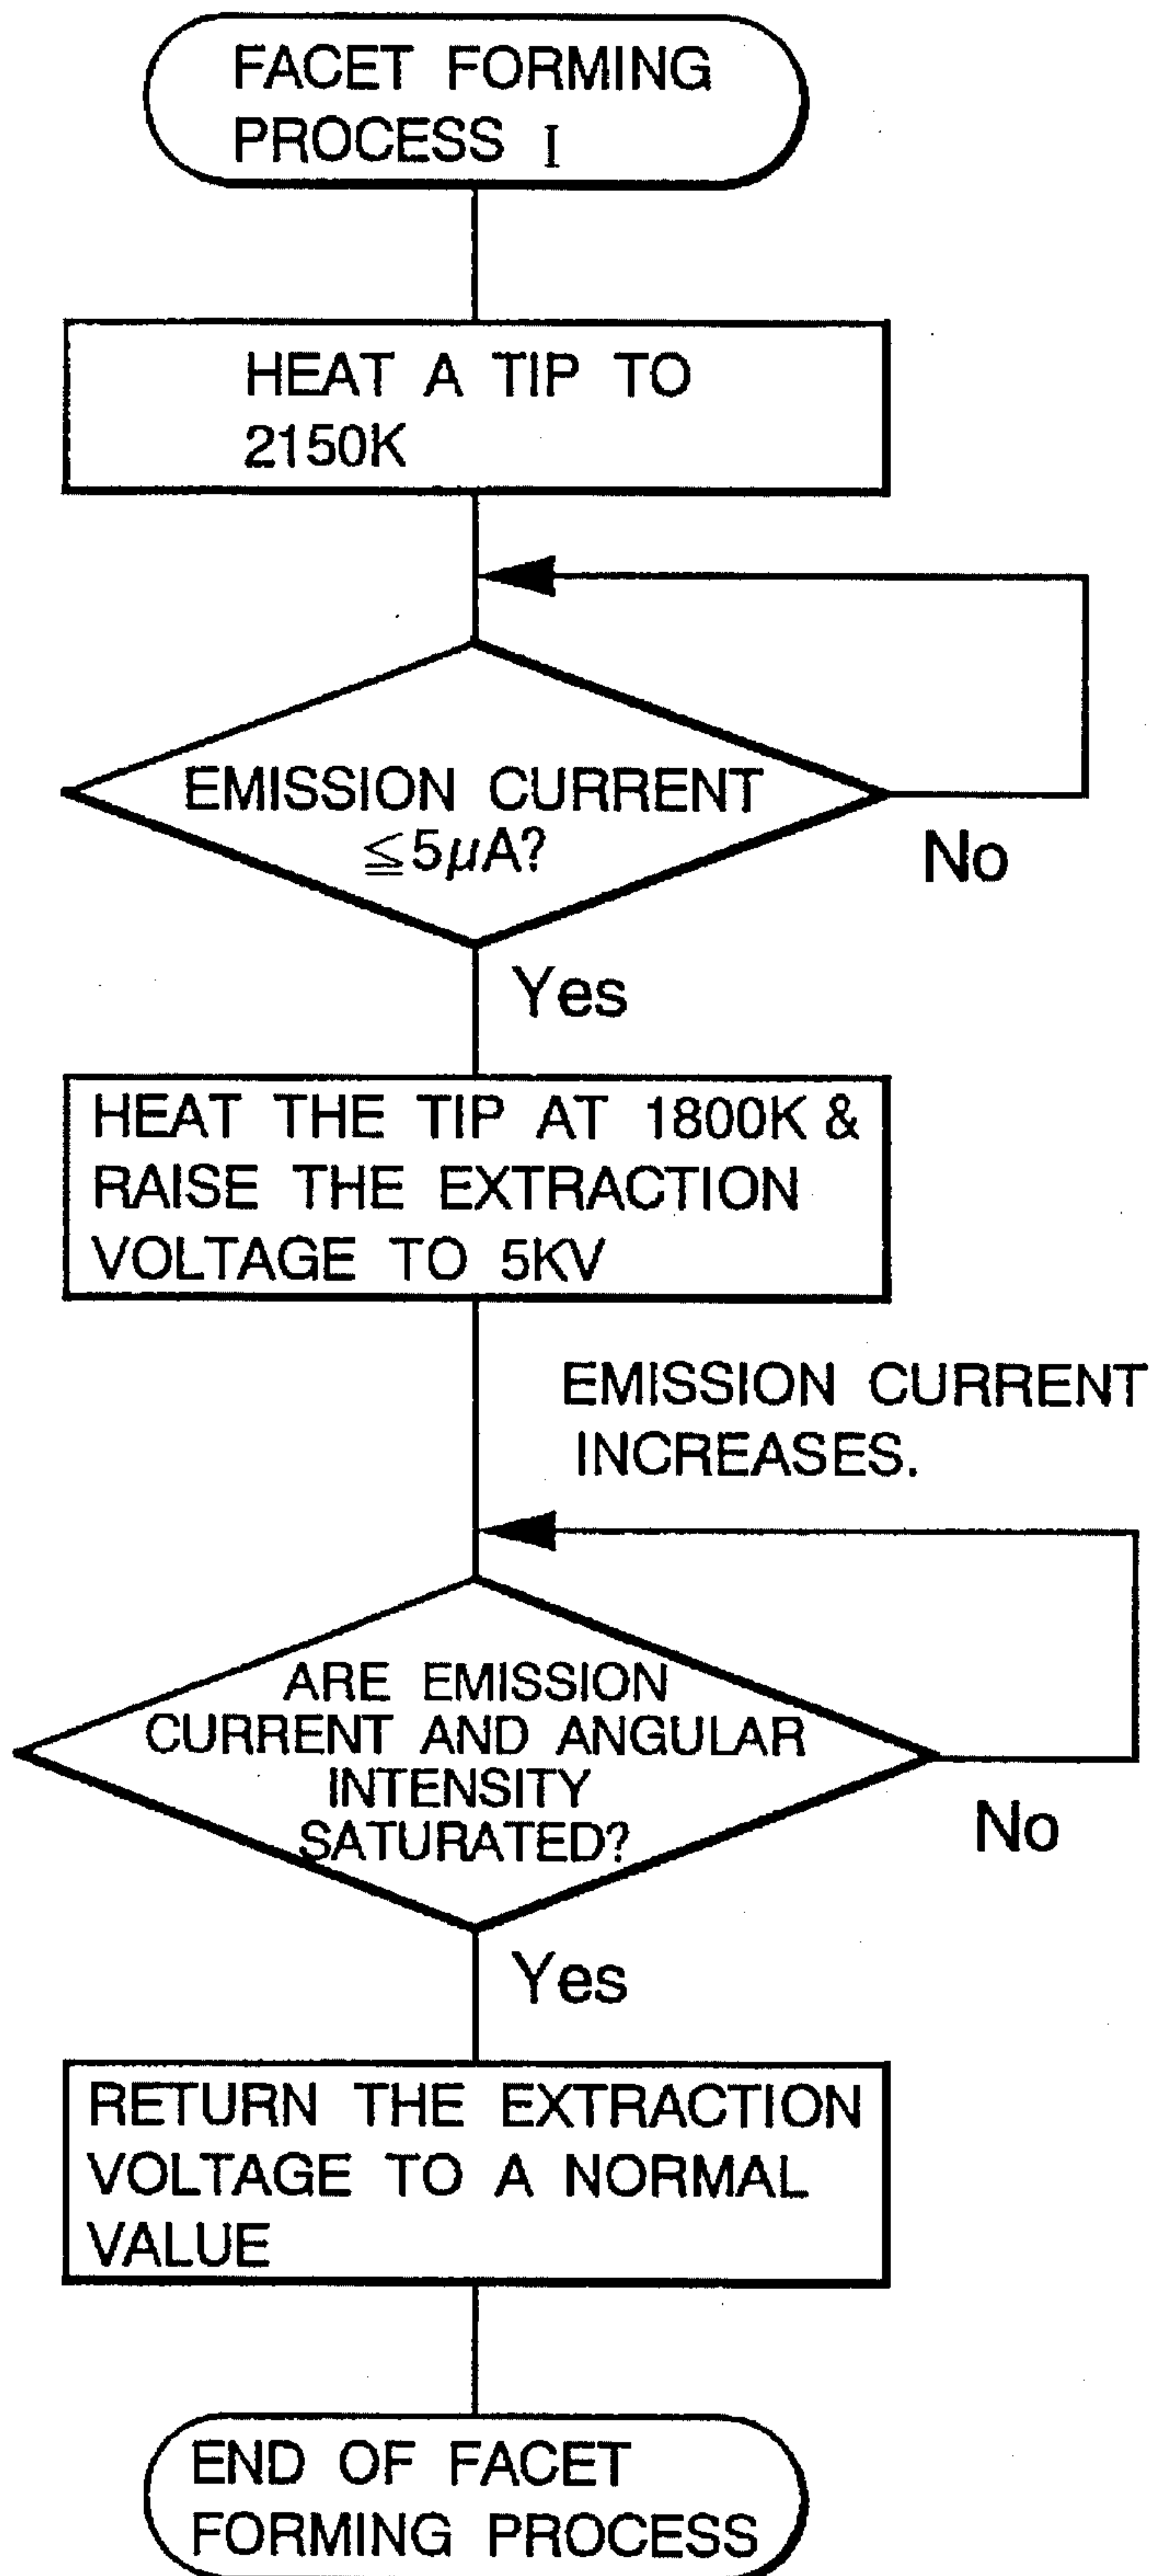 FACET FORMING
PROCESS I
HEAT A TIP TO
2150K
EMISSION CURRENT
≦5μA?
No
Yes
HEAT THE TIP AT 1800K &
RAISE THE EXTRACTION
VOLTAGE TO 5KV
EMISSION CURRENT
INCREASES.
ARE EMISSION
CURRENT AND ANGULAR
INTENSITY
SATURATED?
No
Yes
RETURN THE EXTRACTION
VOLTAGE TO A NORMAL
VALUE
END OF FACET
FORMING PROCESS